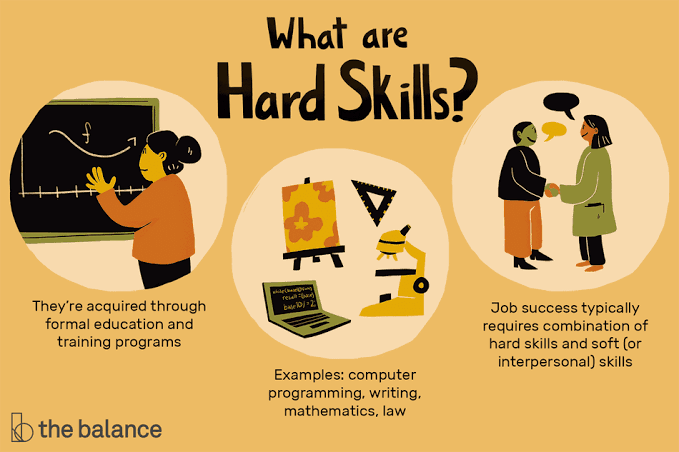 What are
Hard Skills?
f
They're acquired through
formal education and
training programs
Examples: computer
programming, writing,
mathematics, law
Job success typically
requires combination of
hard skills and soft (or
interpersonal) skills
b the balance